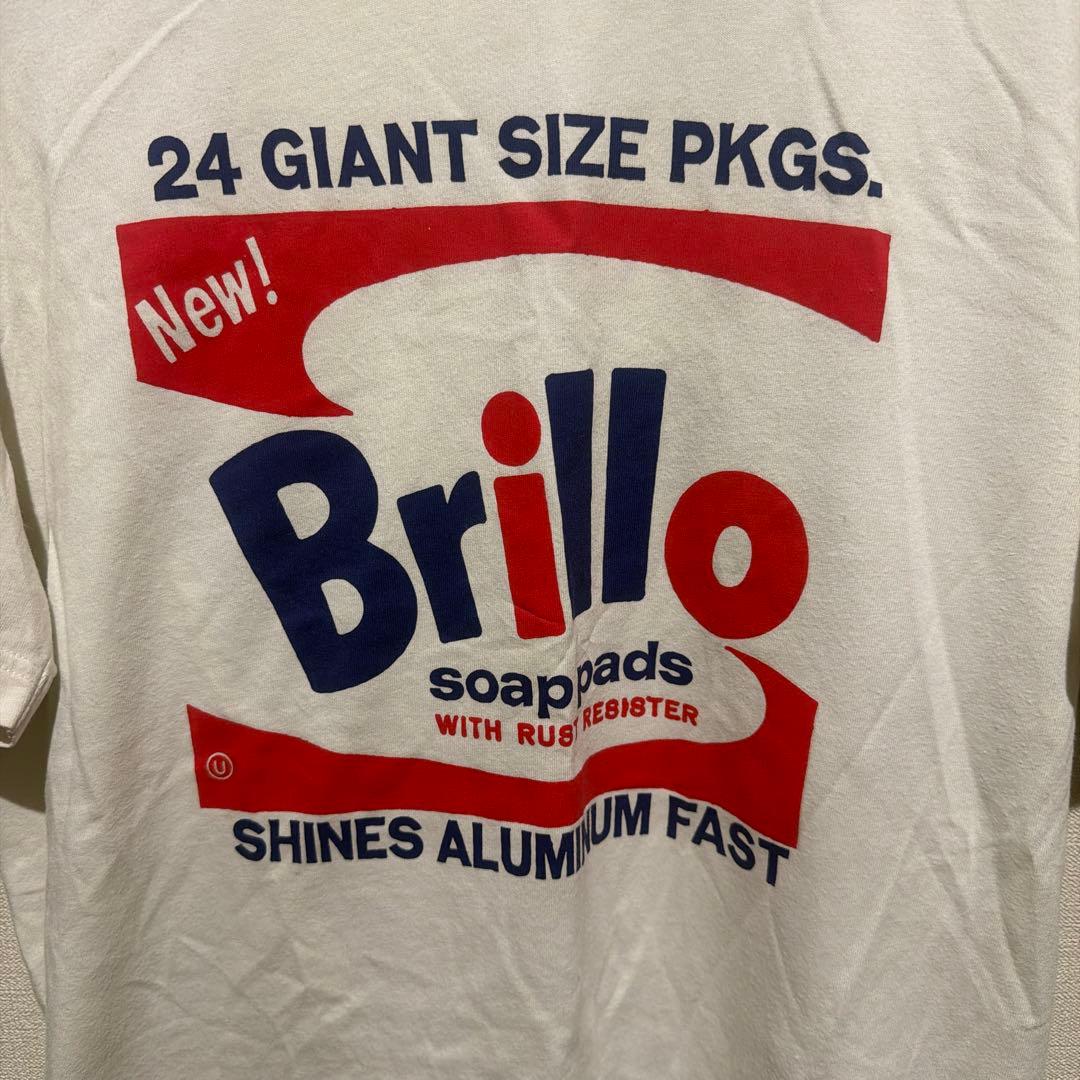 24 GIANT SIZE PKGS.
New!
Brillo
soap pads
WITH RUST RESISTER
U
SHINES ALUMINUM FAST